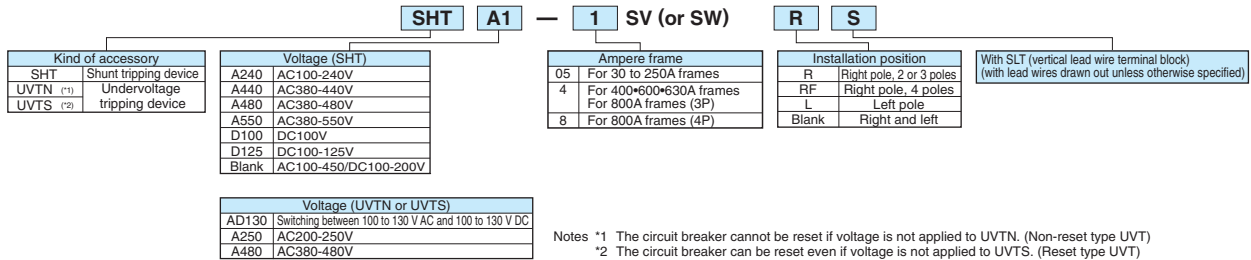 SHT A1 — 1 SV (or SW) R S
Kind of accessory
SHT Shunt tripping device
UVTN (*1) Undervoltage tripping device
UVTS (*2)
Voltage (SHT)
A240 AC100-240V
A440 AC380-440V
A480 AC380-480V
A550 AC380-550V
D100 DC100V
D125 DC100-125V
Blank AC100-450/DC100-200V
Ampere frame
05 For 30 to 250A frames
4 For 400•600•630A frames
For 800A frames (3P)
8 For 800A frames (4P)
Installation position
R Right pole, 2 or 3 poles
RF Right pole, 4 poles
L Left pole
Blank Right and left
With SLT (vertical lead wire terminal block)
(with lead wires drawn out unless otherwise specified)
Voltage (UVTN or UVTS)
AD130 Switching between 100 to 130 V AC and 100 to 130 V DC
A250 AC200-250V
A480 AC380-480V
Notes *1 The circuit breaker cannot be reset if voltage is not applied to UVTN. (Non-reset type UVT)
*2 The circuit breaker can be reset even if voltage is not applied to UVTS. (Reset type UVT)